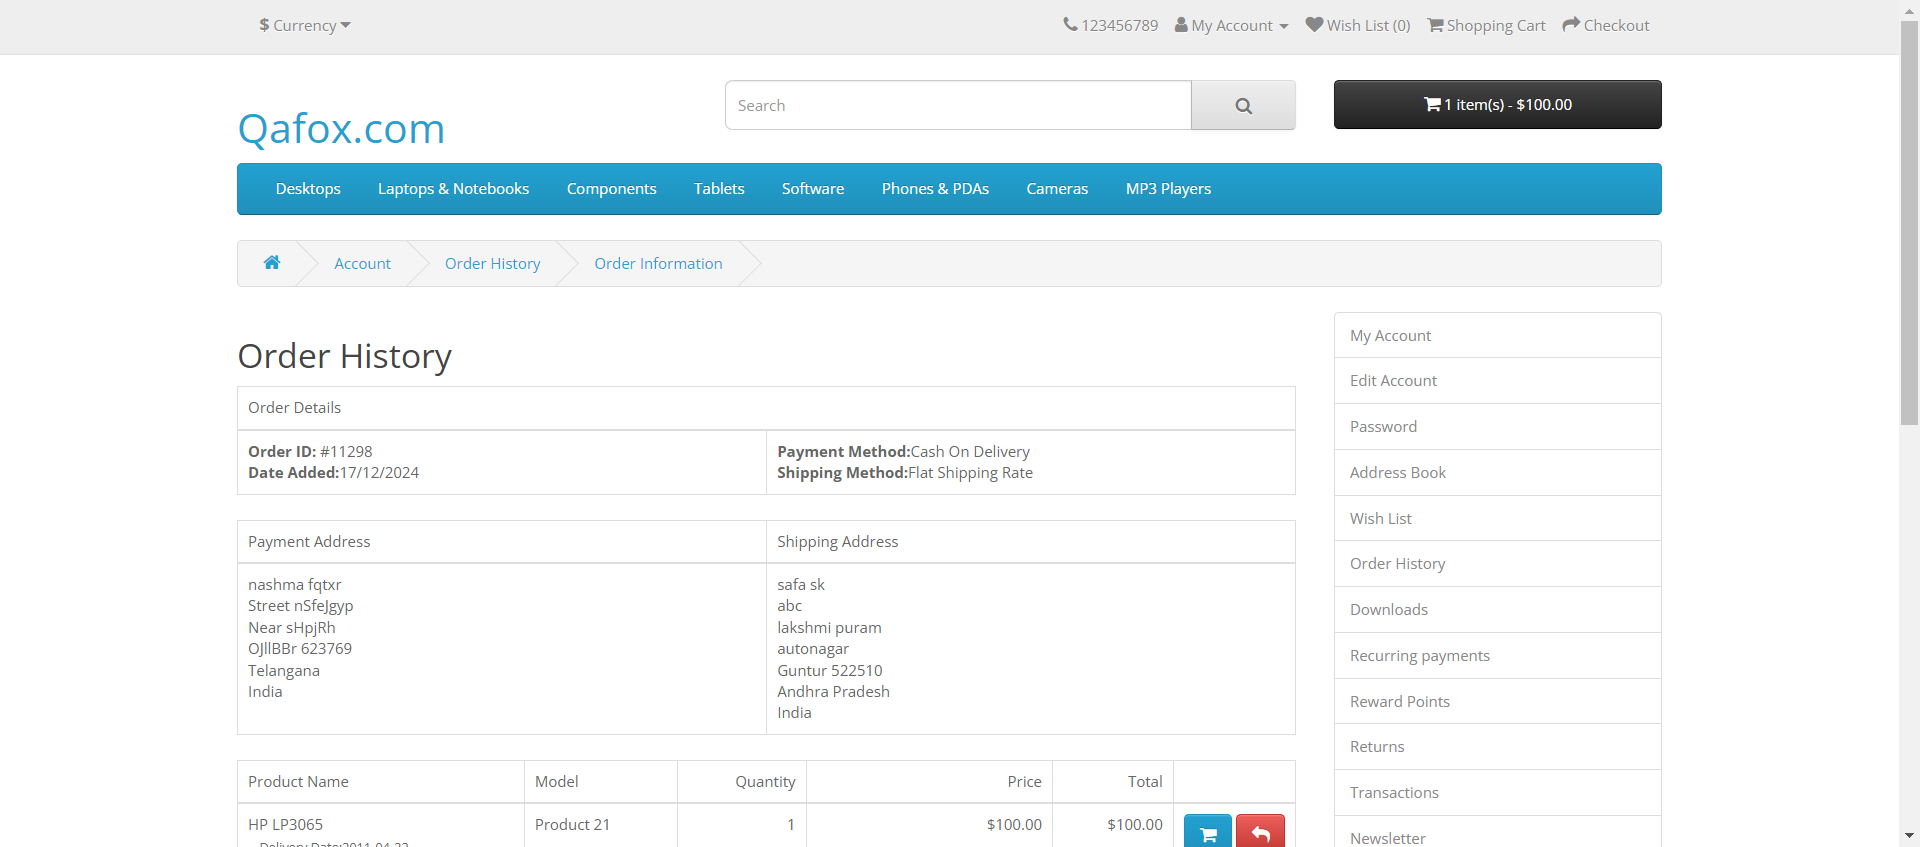 $ Currency
123456789 My Account Wish List (0) Shopping Cart Checkout
Search
1 item(s) - $100.00
Qafox.com
Desktops Laptops & Notebooks Components Tablets Software Phones & PDAs Cameras MP3 Players
Account Order History Order Information
Order History
Order Details
Order ID: #11298
Date Added:17/12/2024
Payment Method:Cash On Delivery
Shipping Method:Flat Shipping Rate
Payment Address
nashma fqtxr
Street nSfeJgyp
Near sHpjRh
OJllBBr 623769
Telangana
India
Shipping Address
safa sk
abc
lakshmi puram
autonagar
Guntur 522510
Andhra Pradesh
India
Product Name Model Quantity Price Total
HP LP3065 Product 21 1 $100.00 $100.00
Delivery Date:2011-04-22
My Account
Edit Account
Password
Address Book
Wish List
Order History
Downloads
Recurring payments
Reward Points
Returns
Transactions
Newsletter